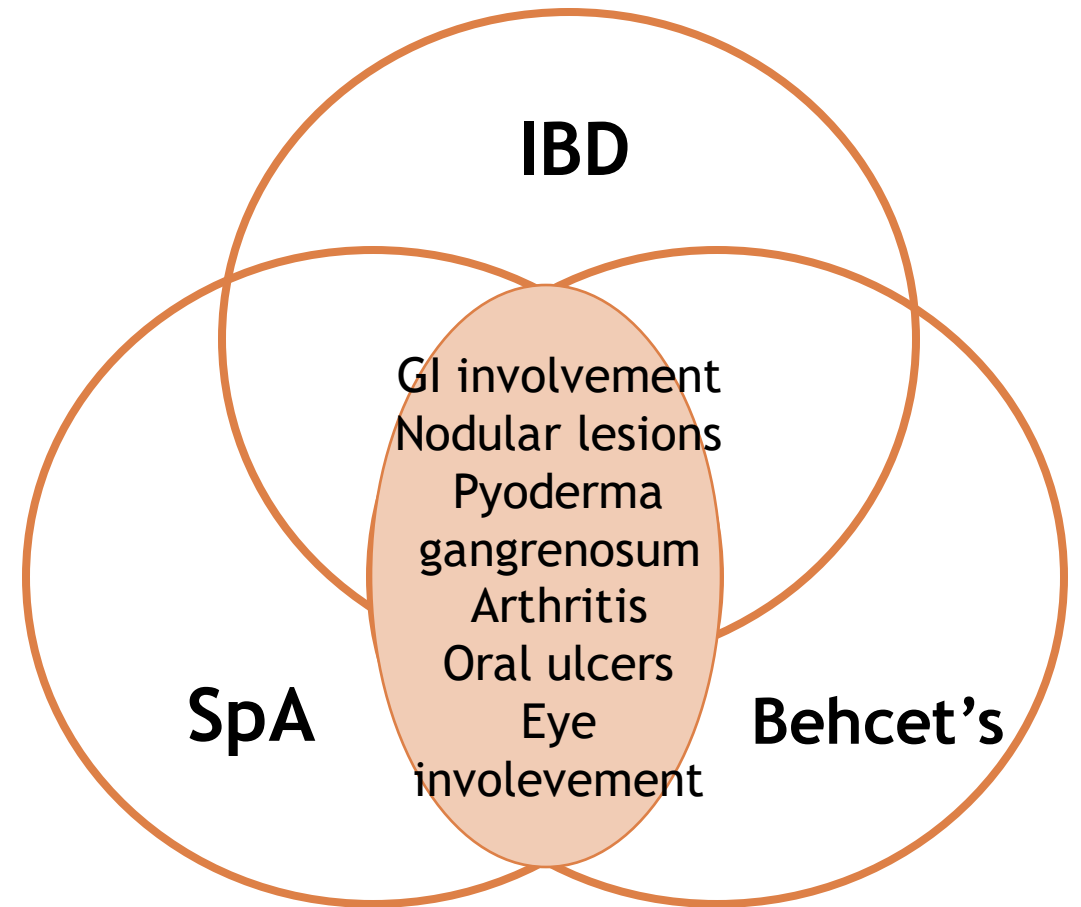 IBD
GI involvement
Nodular lesions
Pyoderma
gangrenosum
Arthritis
Oral ulcers
Eye
involevement
SpA
Behcet’s